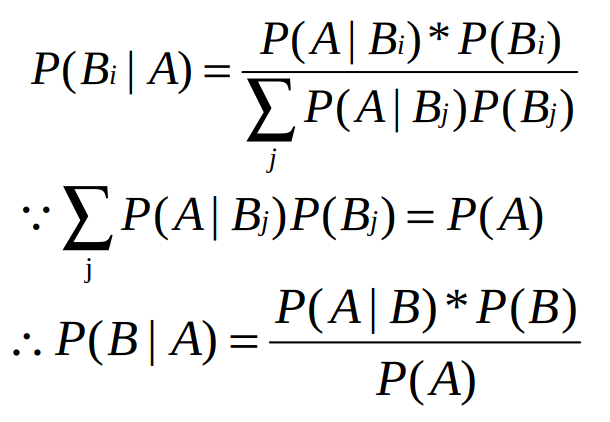 P(Bi | A) = P(A | Bi) * P(Bi) / ∑j P(A | Bj)P(Bj)
∵ ∑j P(A | Bj)P(Bj) = P(A)
∴ P(B | A) = P(A | B) * P(B) / P(A)